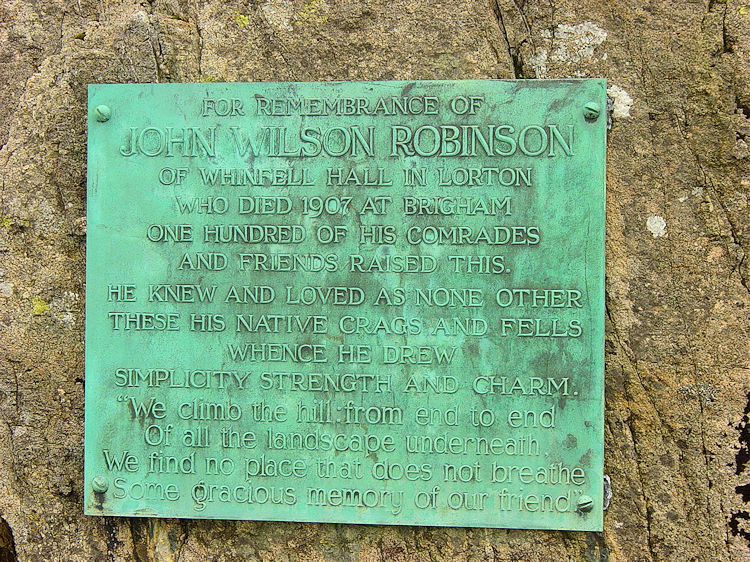 FOR REMEMBRANCE OF
JOHN WILSON ROBINSON
OF WHINFELL HALL IN LORTON
WHO DIED 1907 AT BRIGHAM
ONE HUNDRED OF HIS COMRADES
AND FRIENDS RAISED THIS.
HE KNEW AND LOVED AS NONE OTHER
THESE HIS NATIVE CRAGS AND FELLS
WHENCE HE DREW
SIMPLICITY STRENGTH AND CHARM.
"We climb the hill: from end to end
Of all the landscape underneath
We find no place that does not breathe
Some gracious memory of our friend"